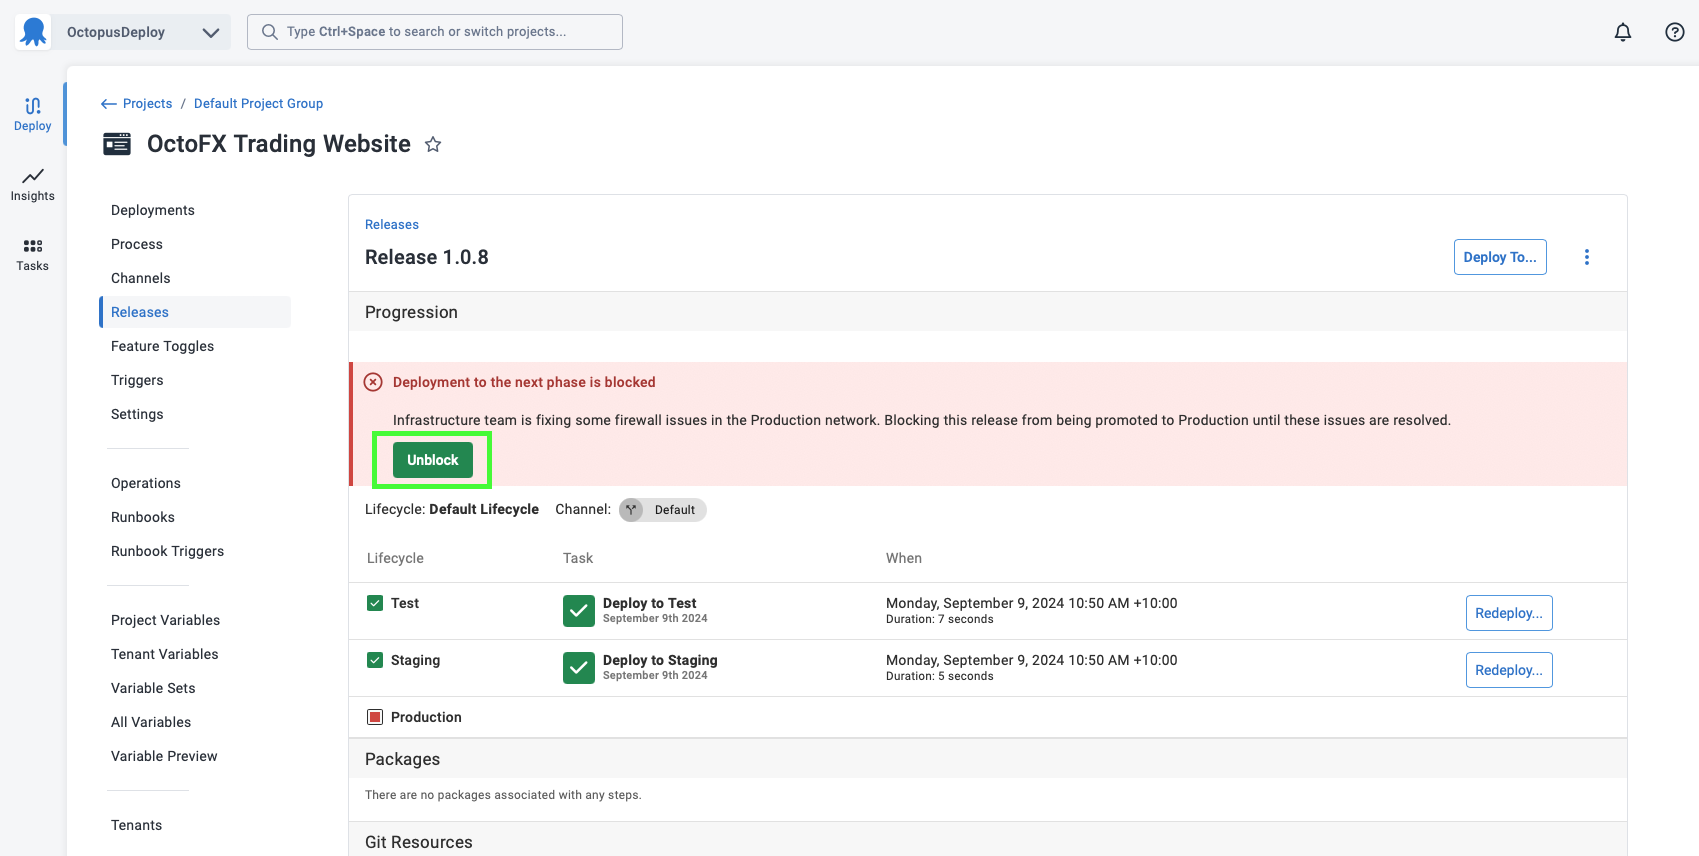 OctopusDeploy
Type Ctrl+Space to search or switch projects...
Deploy
Insights
Tasks
Projects / Default Project Group
OctoFX Trading Website
Deployments
Process
Channels
Releases
Feature Toggles
Triggers
Settings
Operations
Runbooks
Runbook Triggers
Project Variables
Tenant Variables
Variable Sets
All Variables
Variable Preview
Tenants
Releases
Release 1.0.8
Deploy To...
Progression
Deployment to the next phase is blocked
Infrastructure team is fixing some firewall issues in the Production network. Blocking this release from being promoted to Production until these issues are resolved.
Unblock
Lifecycle: Default Lifecycle Channel: Default
Lifecycle Task When
Test Deploy to Test Monday, September 9, 2024 10:50 AM +10:00
September 9th 2024 Duration: 7 seconds
Redeploy...
Staging Deploy to Staging Monday, September 9, 2024 10:50 AM +10:00
September 9th 2024 Duration: 5 seconds
Redeploy...
Production
Packages
There are no packages associated with any steps.
Git Resources